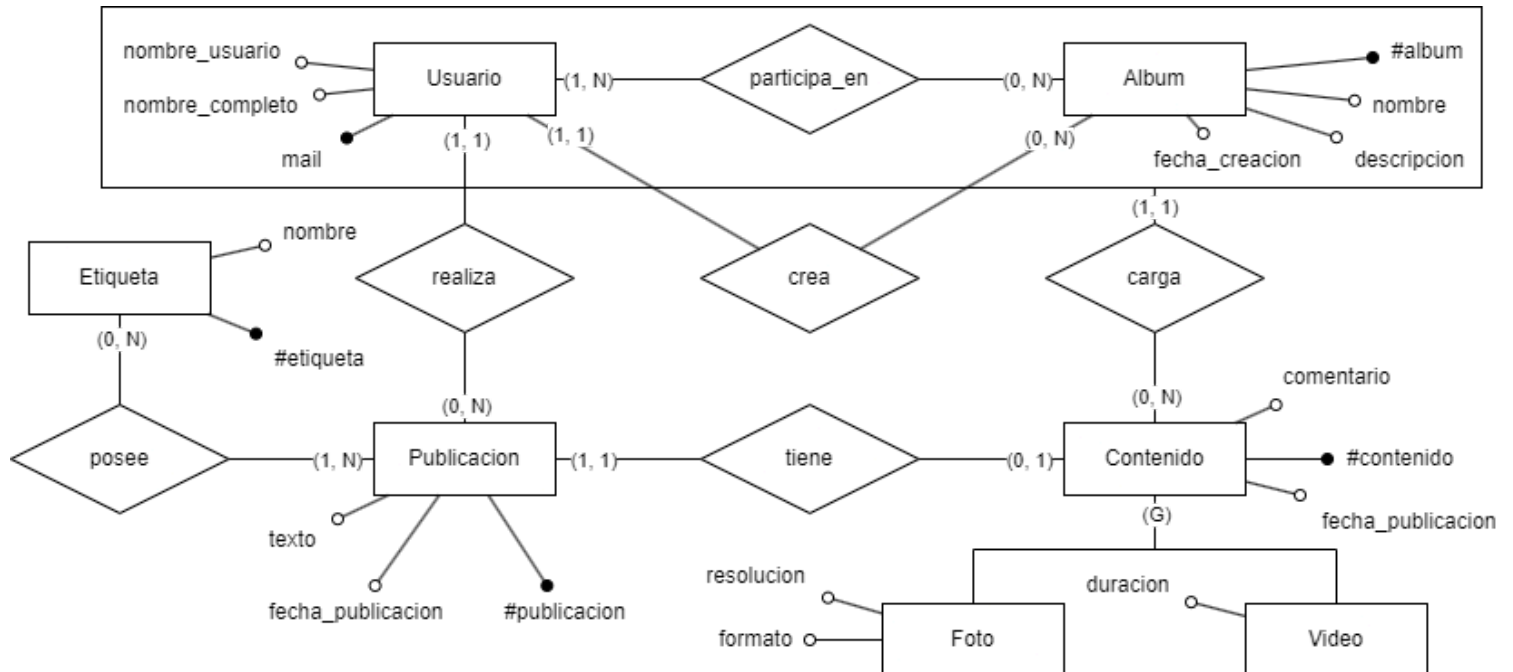 nombre_usuario
Usuario
(1, N)
participa_en
(0, N)
Album
#album
nombre_completo
nombre
mail
(1, 1)
(1, 1)
(0, N)
fecha_creacion
descripcion
(1, 1)
nombre
Etiqueta
realiza
crea
carga
(0, N)
#etiqueta
comentario
(0, N)
(0, N)
posee
(1, N)
Publicacion
(1, 1)
tiene
(0, 1)
Contenido
#contenido
(G)
fecha_publicacion
texto
resolucion
duracion
fecha_publicacion
#publicacion
formato
Foto
Video